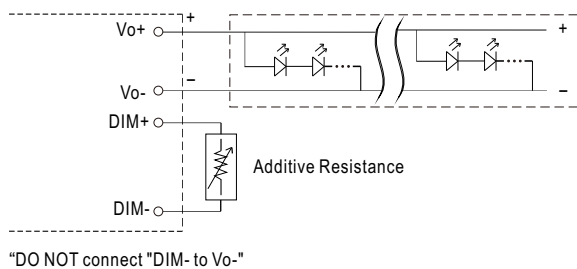 Vo+
+
+
−
Vo-
−
DIM+
Additive Resistance
DIM-
“DO NOT connect "DIM- to Vo-"